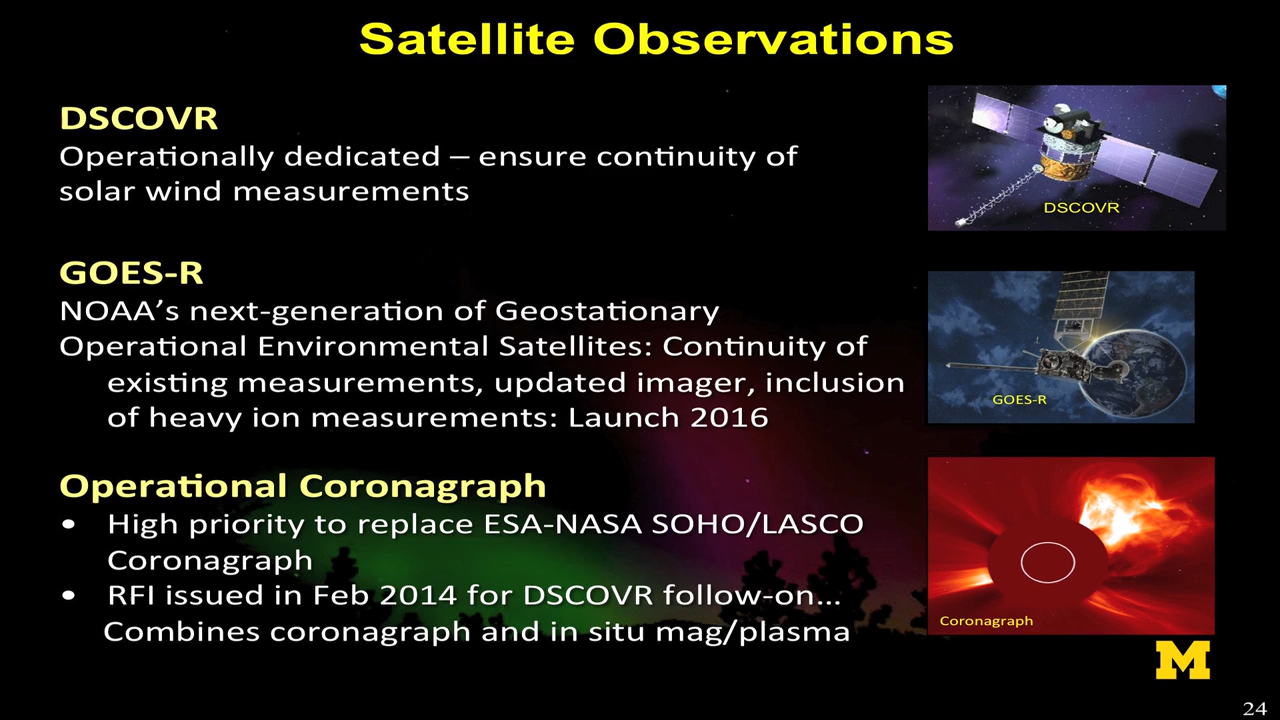 Satellite Observations
DSCOVR
Operationally dedicated – ensure continuity of
solar wind measurements
DSCOVR
GOES-R
NOAA’s next-generation of Geostationary
Operational Environmental Satellites: Continuity of
existing measurements, updated imager, inclusion
of heavy ion measurements: Launch 2016
GOES-R
Operational Coronagraph
• High priority to replace ESA-NASA SOHO/LASCO
Coronagraph
• RFI issued in Feb 2014 for DSCOVR follow-on…
Combines coronagraph and in situ mag/plasma
Coronagraph
M
24